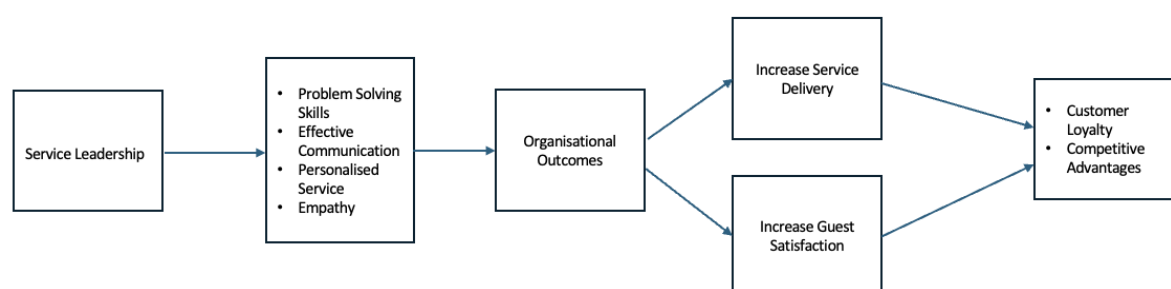 Service Leadership
• Problem Solving
Skills
• Effective
Communication
• Personalised
Service
• Empathy
Organisational
Outcomes
Increase Service
Delivery
Increase Guest
Satisfaction
• Customer
Loyalty
• Competitive
Advantages